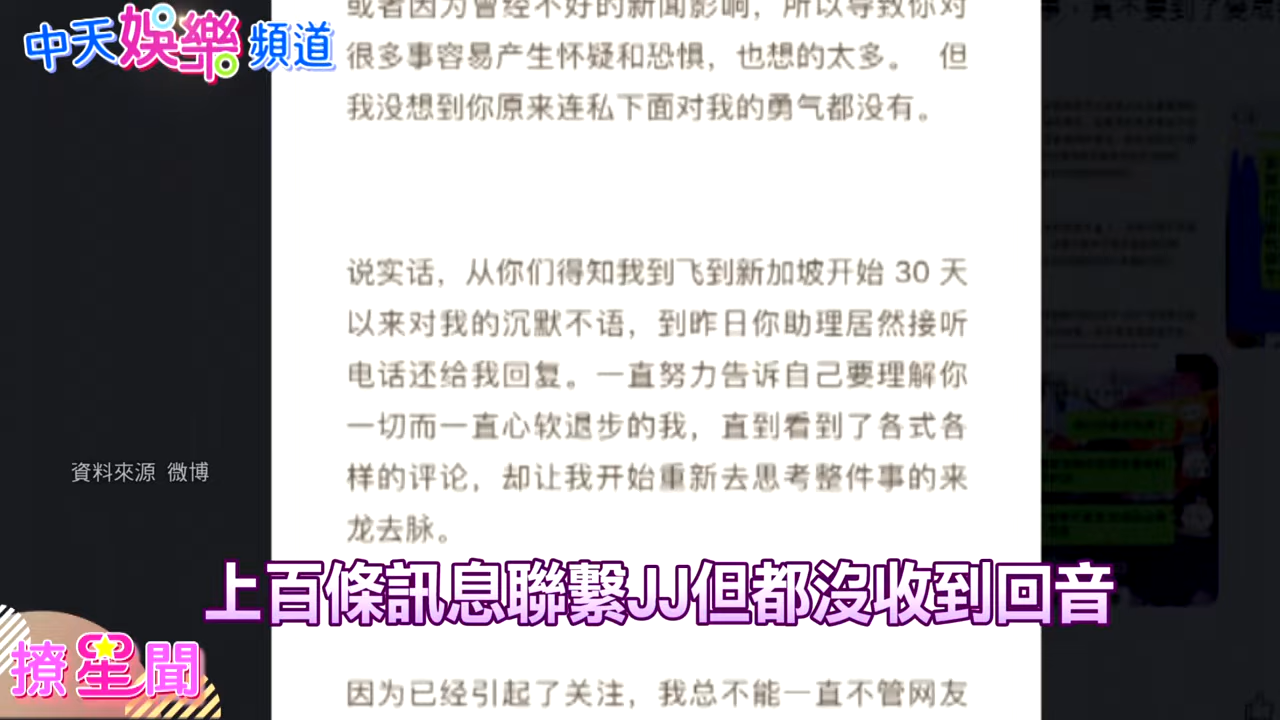 中天娛樂頻道
或者因为曾经不好的新闻影响，所以导致你对
很多事容易产生怀疑和恐惧，也想的太多。 但
我没想到你原来连私下面对我的勇气都没有。
说实话，从你们得知我到飞到新加坡开始 30 天
以来对我的沉默不语，到昨日你助理居然接听
电话还给我回复。一直努力告诉自己要理解你
一切而一直心软退步的我，直到看到了各式各
样的评论，却让我开始重新去思考整件事的来
龙去脉。
資料來源 微博
上百條訊息聯繫JJ但都沒收到回音
撩星聞
因为已经引起了关注，我总不能一直不管网友